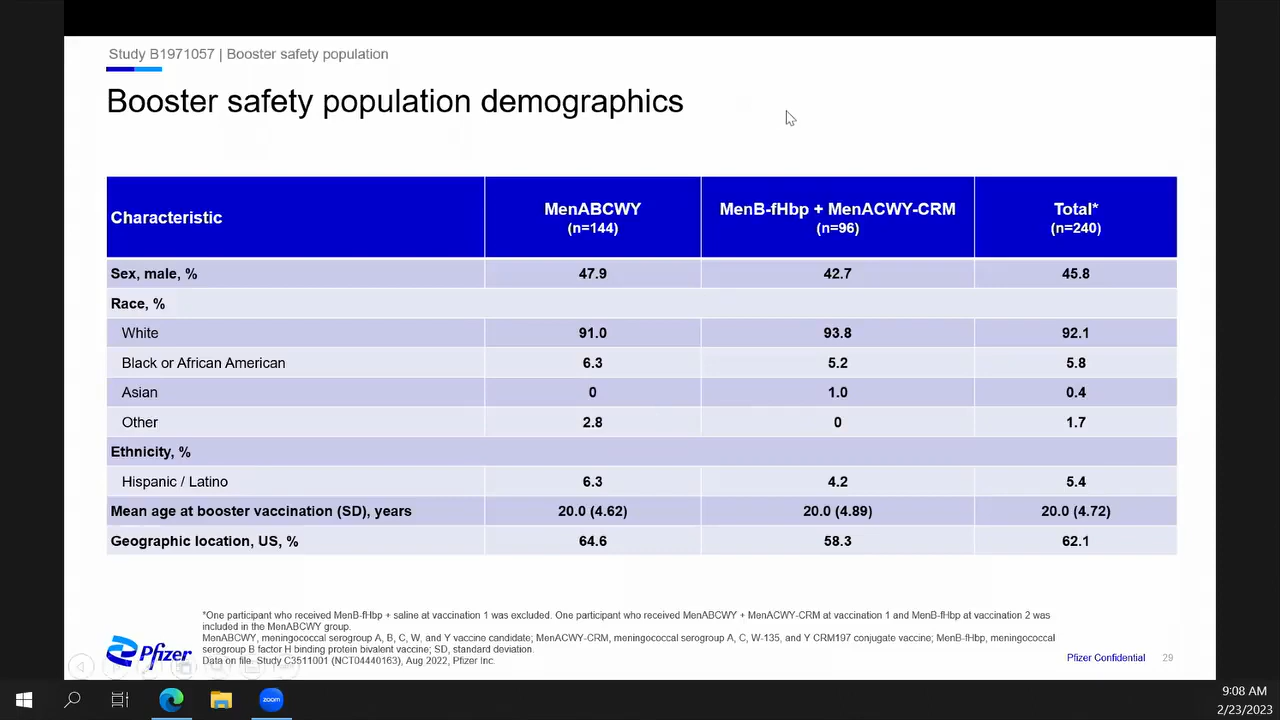 Study B1971057 | Booster safety population
Booster safety population demographics
Characteristic
MenABCWY
(n=144)
MenB-fHbp + MenACWY-CRM
(n=96)
Total*
(n=240)
Sex, male, % 47.9 42.7 45.8
Race, %
White 91.0 93.8 92.1
Black or African American 6.3 5.2 5.8
Asian 0 1.0 0.4
Other 2.8 0 1.7
Ethnicity, %
Hispanic / Latino 6.3 4.2 5.4
Mean age at booster vaccination (SD), years 20.0 (4.62) 20.0 (4.89) 20.0 (4.72)
Geographic location, US, % 64.6 58.3 62.1
*One participant who received MenB-fHbp + saline at vaccination 1 was excluded. One participant who received MenABCWY + MenACWY-CRM at vaccination 1 and MenB-fHbp at vaccination 2 was
included in the MenABCWY group.
MenABCWY, meningococcal serogroup A, B, C, W, and Y vaccine candidate; MenACWY-CRM, meningococcal serogroup A, C, W-135, and Y CRM197 conjugate vaccine; MenB-fHbp, meningococcal
serogroup B factor H binding protein bivalent vaccine; SD, standard deviation.
Data on file: Study C3511001 (NCT04440163), Aug 2022, Pfizer Inc.
Pfizer
Pfizer Confidential 29
zoom
9:08 AM
2/23/2023